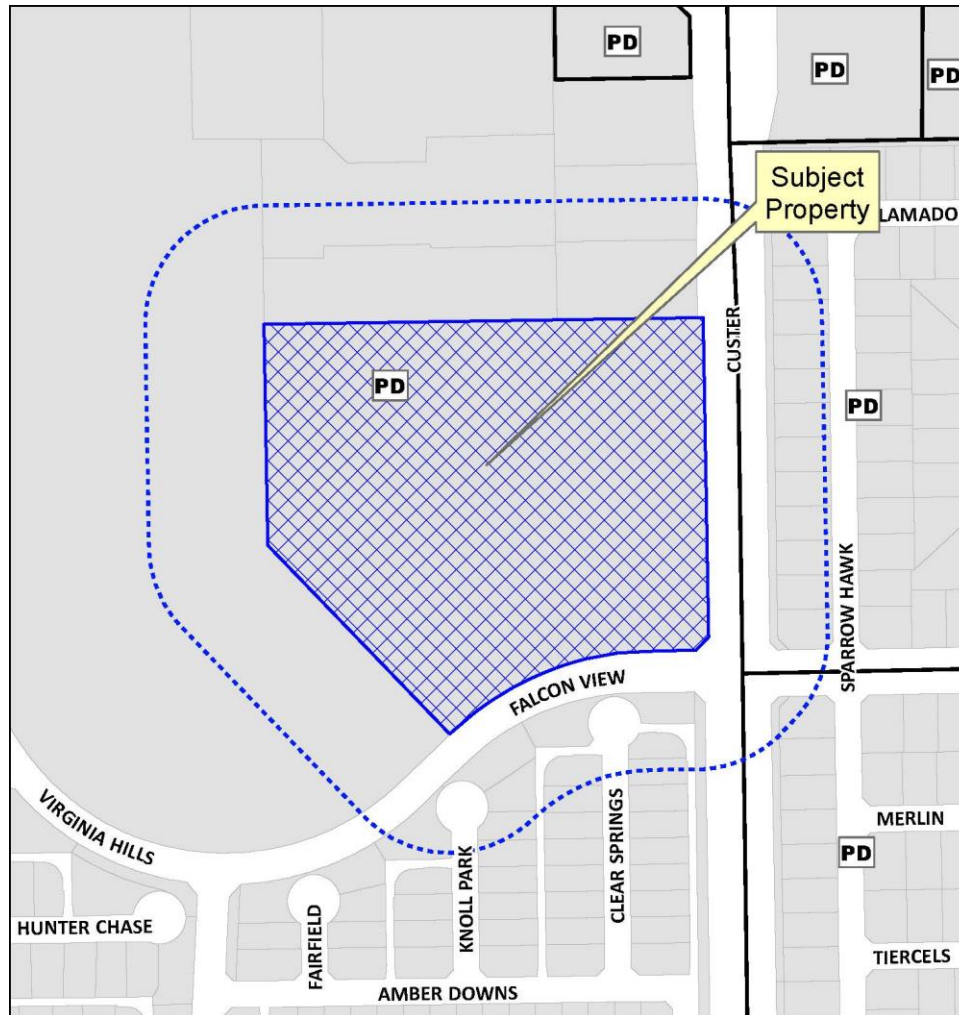 PD
PD
PD
Subject
Property
LAMADO
CUSTER
PD
PD
SPARROW HAWK
FALCON VIEW
VIRGINIA HILLS
CLEAR SPRINGS
MERLIN
PD
KNOLL PARK
HUNTER CHASE
FAIRFIELD
TIERCELS
AMBER DOWNS